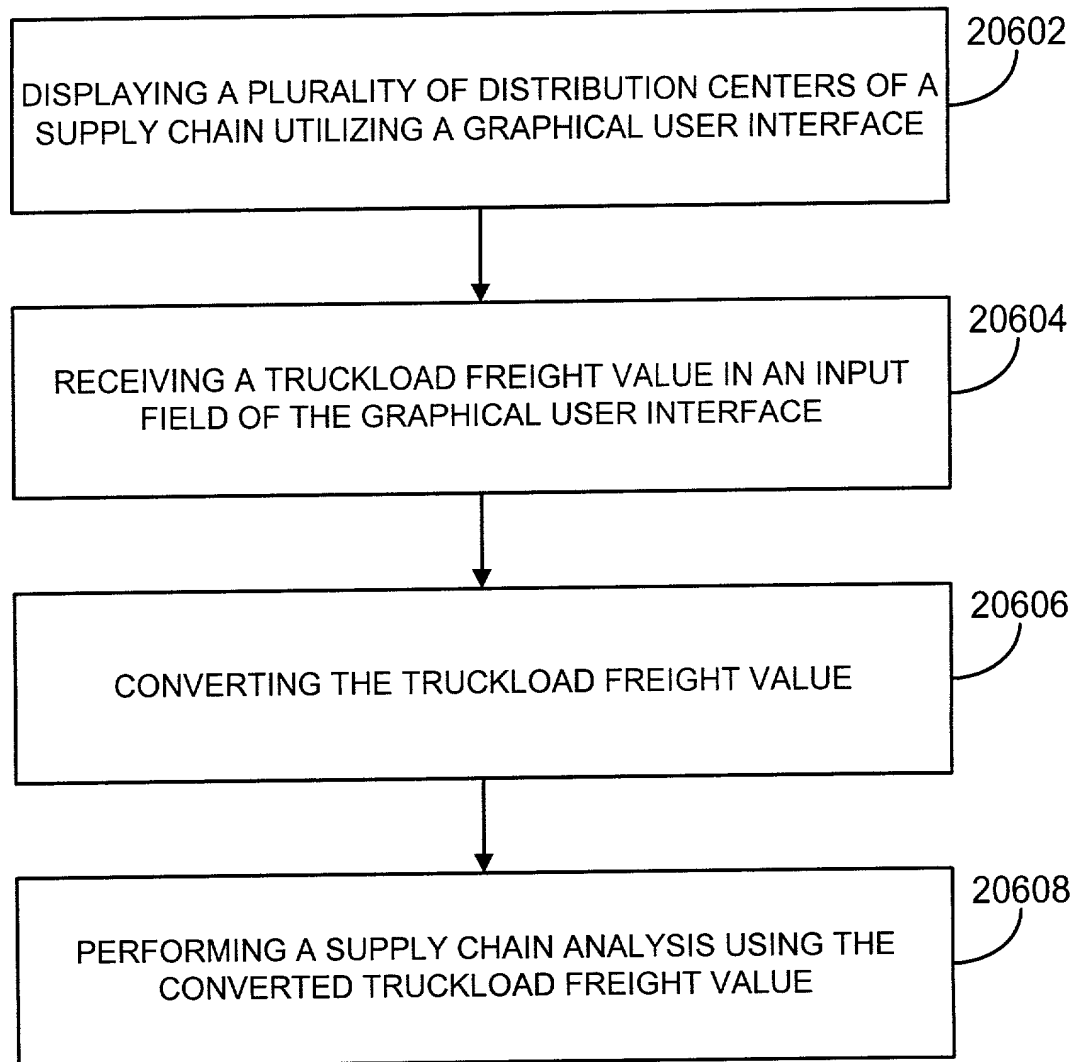 20602
DISPLAYING A PLURALITY OF DISTRIBUTION CENTERS OF A
SUPPLY CHAIN UTILIZING A GRAPHICAL USER INTERFACE
20604
RECEIVING A TRUCKLOAD FREIGHT VALUE IN AN INPUT
FIELD OF THE GRAPHICAL USER INTERFACE
20606
CONVERTING THE TRUCKLOAD FREIGHT VALUE
20608
PERFORMING A SUPPLY CHAIN ANALYSIS USING THE
CONVERTED TRUCKLOAD FREIGHT VALUE